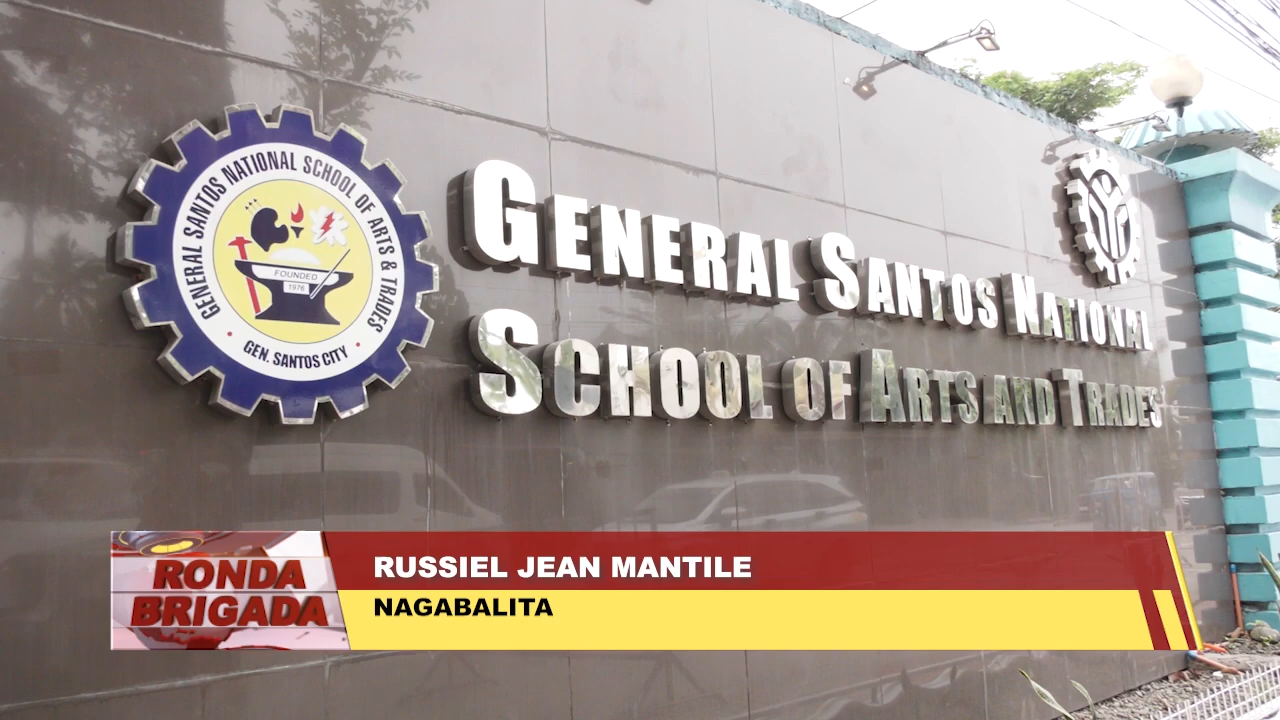 GENERAL SANTOS NATIONAL SCHOOL OF ARTS & TRADES
FOUNDED
1976
GEN. SANTOS CITY
GENERAL SANTOS NATIONAL
SCHOOL OF ARTS AND TRADES
RONDA
BRIGADA
RUSSIEL JEAN MANTILE
NAGABALITA